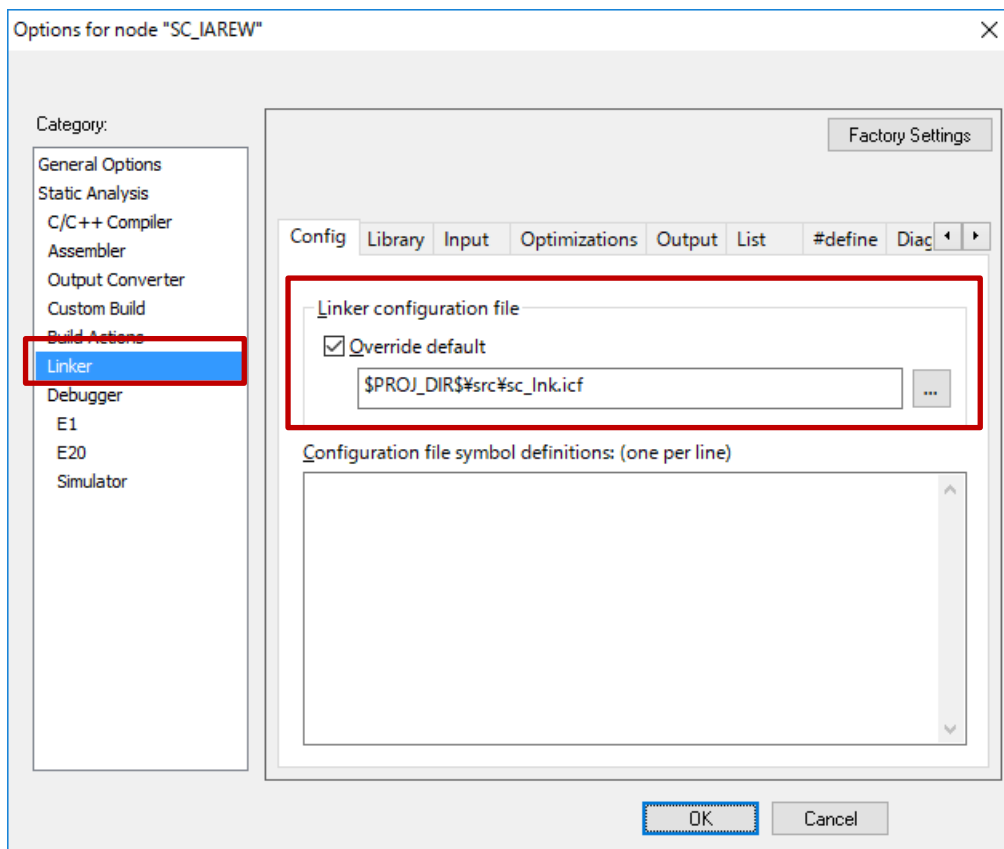 Options for node "SC_IAREW"
Category:
Factory Settings
General Options
Static Analysis
C/C++ Compiler
Assembler
Output Converter
Custom Build
Build Actions
Linker
Debugger
E1
E20
Simulator
Config Library Input Optimizations Output List #define Diag
Linker configuration file
Override default
$PROJ_DIR$¥src¥sc_lnk.icf
...
Configuration file symbol definitions: (one per line)
OK Cancel